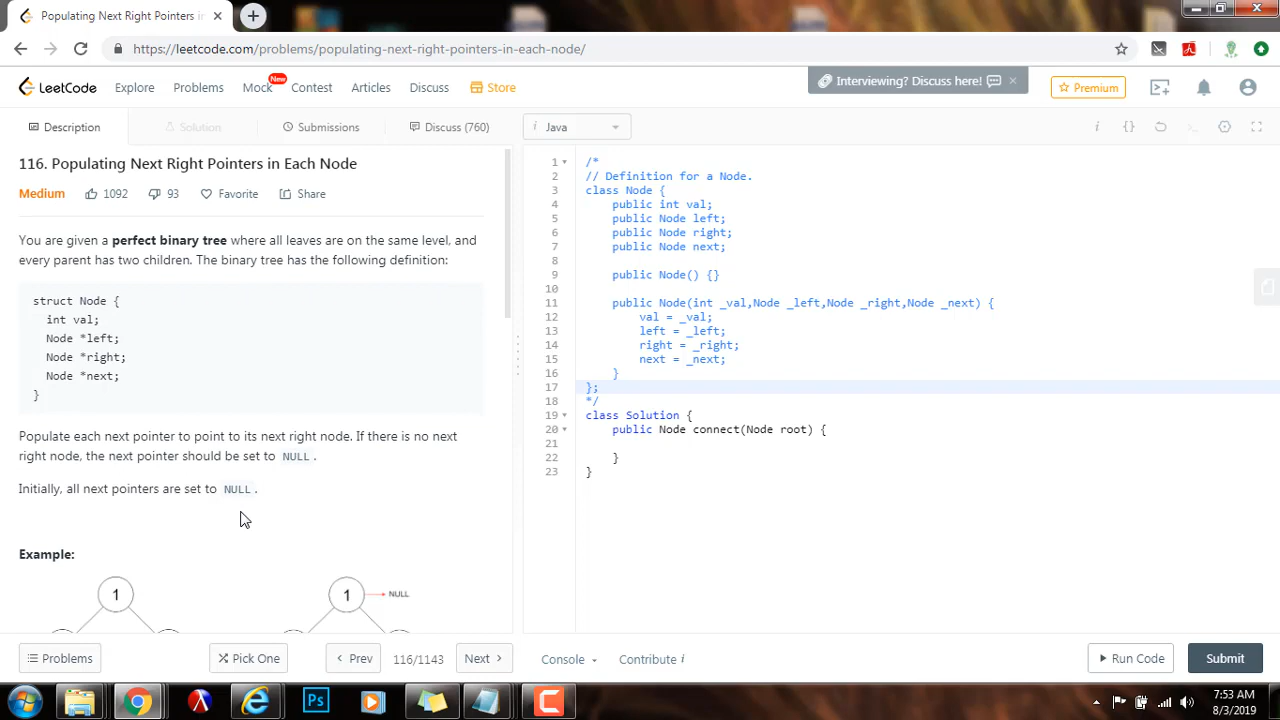 Populating Next Right Pointers in
https://leetcode.com/problems/populating-next-right-pointers-in-each-node/
LeetCode
Explore
Problems
Mock
New
Contest
Articles
Discuss
Store
Interviewing? Discuss here!
Premium
Description
Solution
Submissions
Discuss (760)
i Java
116. Populating Next Right Pointers in Each Node
Medium
1092
93
Favorite
Share
You are given a perfect binary tree where all leaves are on the same level, and
every parent has two children. The binary tree has the following definition:
struct Node {
int val;
Node *left;
Node *right;
Node *next;
}
Populate each next pointer to point to its next right node. If there is no next
right node, the next pointer should be set to NULL.
Initially, all next pointers are set to NULL.
Example:
1
1
NULL
1 /*
2 // Definition for a Node.
3 class Node {
4 public int val;
5 public Node left;
6 public Node right;
7 public Node next;
8
9 public Node() {}
10
11 public Node(int _val,Node _left,Node _right,Node _next) {
12 val = _val;
13 left = _left;
14 right = _right;
15 next = _next;
16 }
17 };
18 */
19 class Solution {
20 public Node connect(Node root) {
21
22 }
23 }
Problems
Pick One
Prev
116/1143
Next
Console
Contribute i
Run Code
Submit
Ps
7:53 AM
8/3/2019